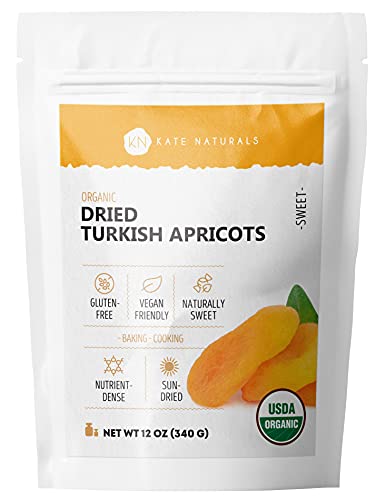 KN KATE NATURALS
ORGANIC
DRIED
TURKISH APRICOTS
-SWEET-
GLUTEN-
FREE
VEGAN
FRIENDLY
NATURALLY
SWEET
- BAKING - COOKING -
NUTRIENT-
DENSE
SUN-
DRIED
USDA
ORGANIC
NET WT 12 OZ (340 G)